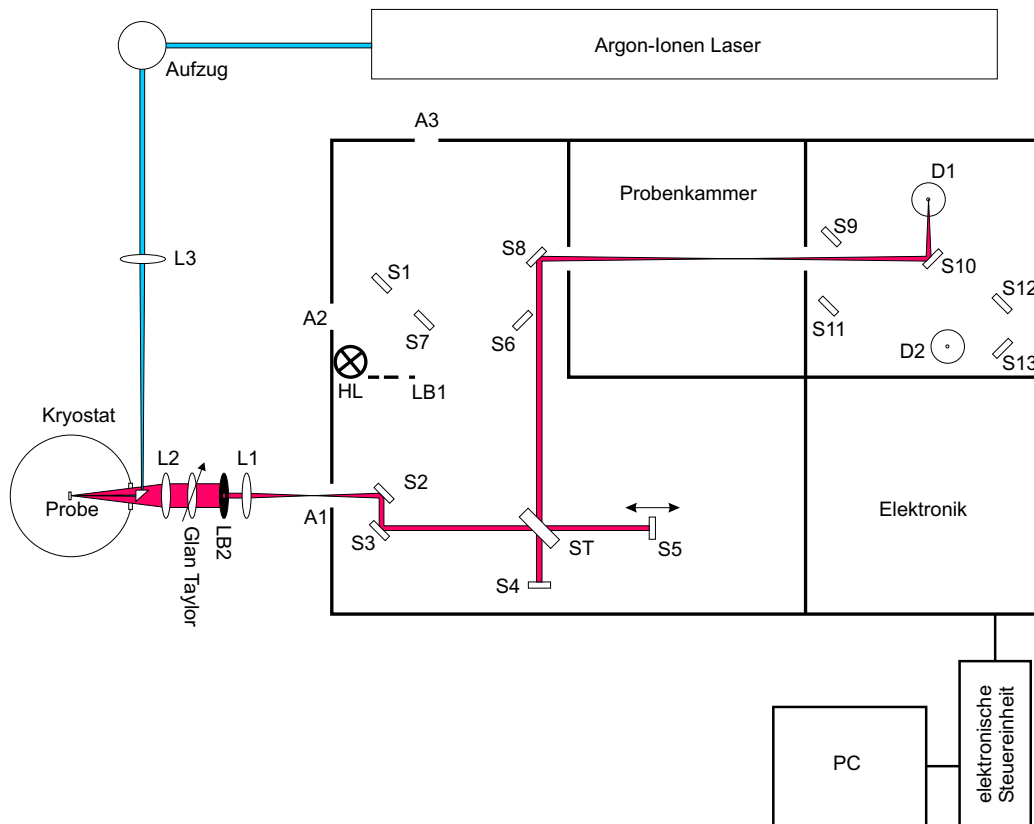 Argon-Ionen Laser
Aufzug
A3
D1
Probenkammer
S9
S8
L3
S10
S1
S12
A2
S11
S7
S6
D2
S13
HL
LB1
Kryostat
L2
L1
S2
Probe
A1
Elektronik
S3
ST
S5
LB2
Glan Taylor
S4
elektronische
Steuereinheit
PC